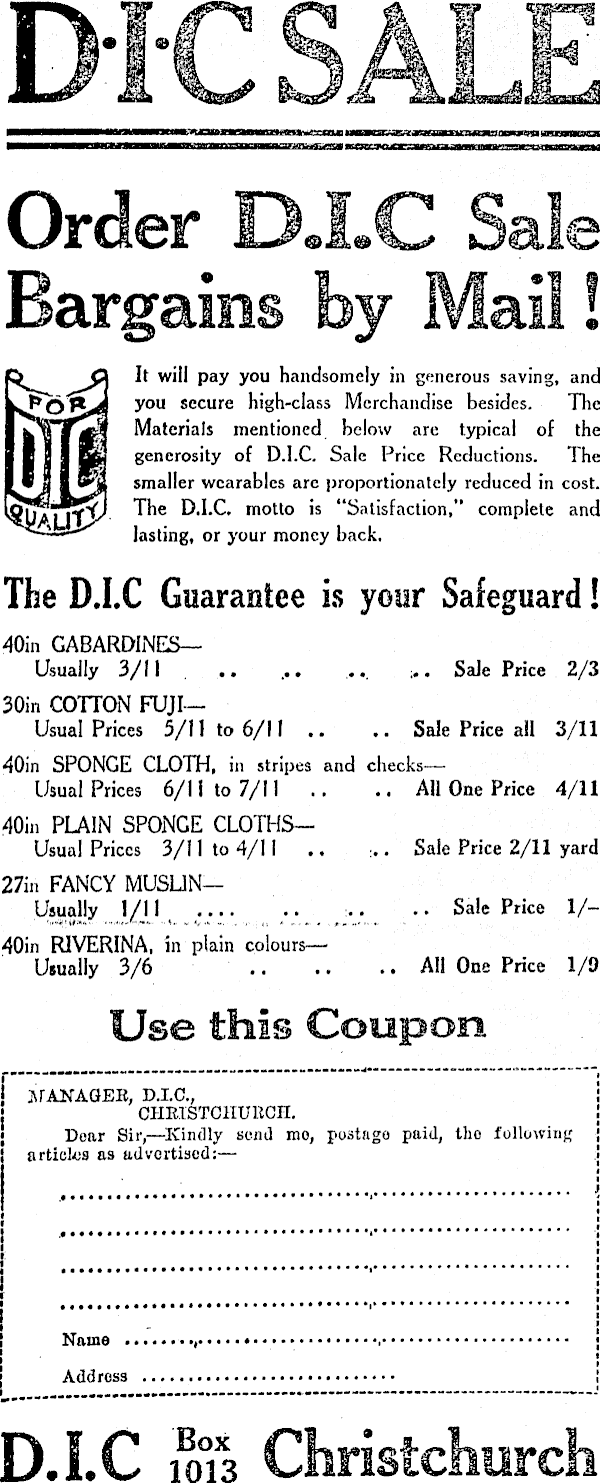 D·I·C SALE
Order D.I.C Sale
Bargains by Mail!
FOR
DIC
QUALITY
It will pay you handsomely in generous saving, and
you secure high-class Merchandise besides. The
Materials mentioned below are typical of the
generosity of D.I.C. Sale Price Reductions. The
smaller wearables are proportionately reduced in cost.
The D.I.C. motto is “Satisfaction,” complete and
lasting, or your money back.
The D.I.C Guarantee is your Safeguard!
40in GABARDINES—
Usually 3/11 .. .. .. .. Sale Price 2/3
30in COTTON FUJI—
Usual Prices 5/11 to 6/11 .. .. Sale Price all 3/11
40in SPONGE CLOTH, in stripes and checks—
Usual Prices 6/11 to 7/11 .. .. All One Price 4/11
40in PLAIN SPONGE CLOTHS—
Usual Prices 3/11 to 4/11 .. .. Sale Price 2/11 yard
27in FANCY MUSLIN—
Usually 1/11 .... .. .. .. Sale Price 1/–
40in RIVERINA, in plain colours—
Usually 3/6 .. .. .. All One Price 1/9
Use this Coupon
MANAGER, D.I.C.,
CHRISTCHURCH.
Dear Sir,—Kindly send me, postage paid, the following
articles as advertised:—
Name ..........
Address ..........
D.I.C Box 1013 Christchurch